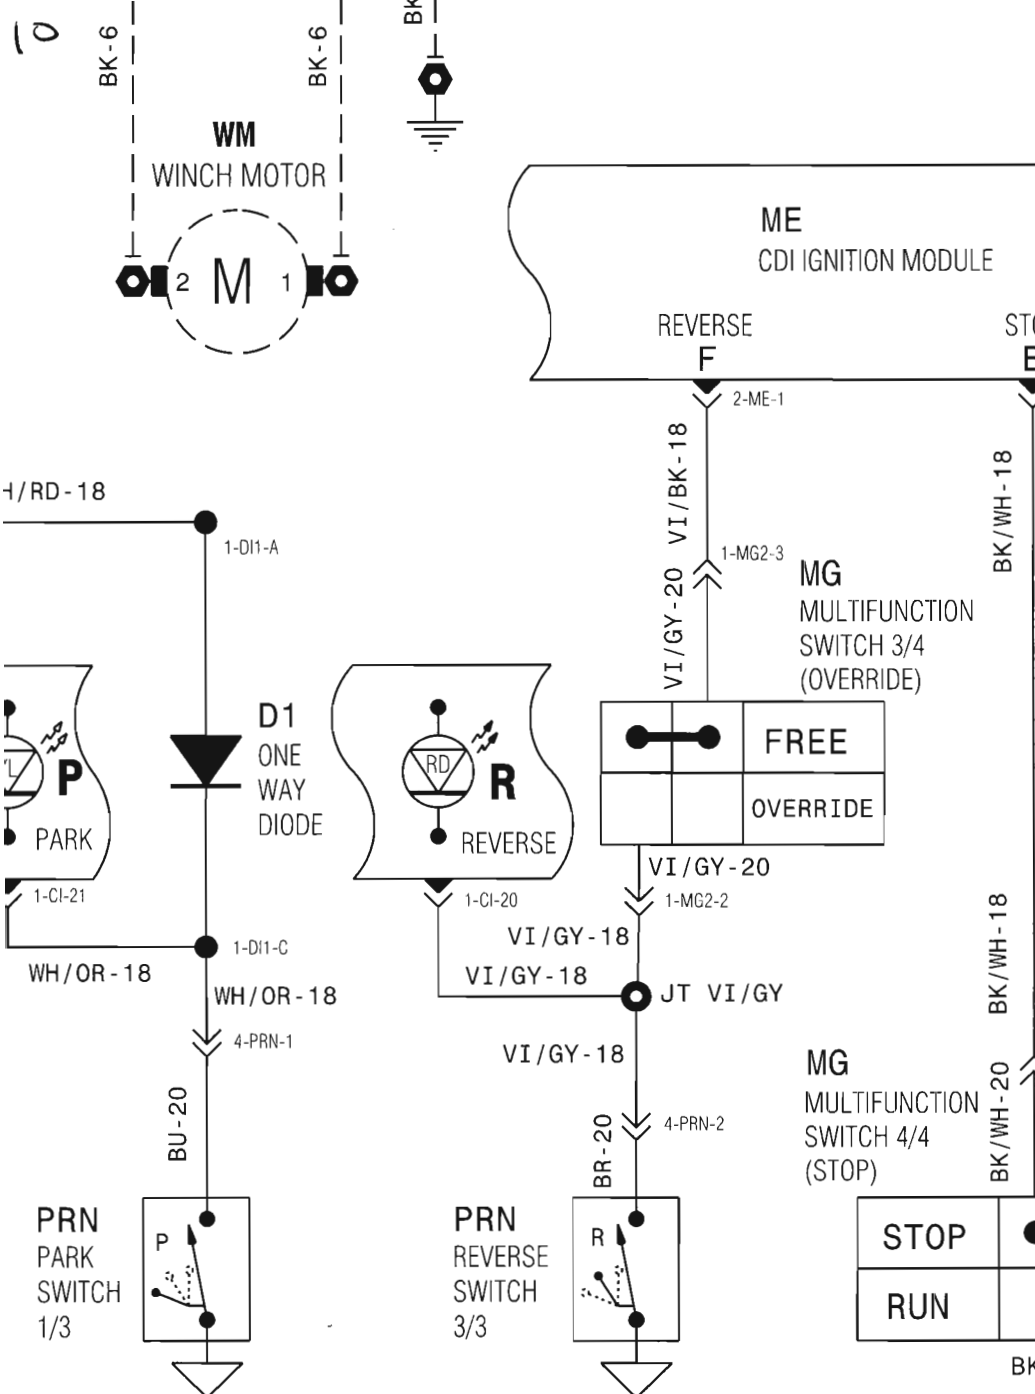 BK-6
BK-6
BK
WM
WINCH MOTOR
2 M 1
ME
CDI IGNITION MODULE
REVERSE
F
2-ME-1
VI/BK-18
BK/WH-18
H/RD-18
1-DI1-A
1-MG2-3
VI/GY-20
MG
MULTIFUNCTION
SWITCH 3/4
(OVERRIDE)
FREE
OVERRIDE
D1
ONE
WAY
DIODE
P
PARK
RD
R
REVERSE
1-CI-21
1-CI-20
VI/GY-20
1-MG2-2
VI/GY-18
1-DI1-C
WH/OR-18
WH/OR-18
VI/GY-18
JT VI/GY
BK/WH-18
4-PRN-1
VI/GY-18
BU-20
4-PRN-2
BR-20
MG
MULTIFUNCTION
SWITCH 4/4
(STOP)
BK/WH-20
PRN
PARK
SWITCH
1/3
P
PRN
REVERSE
SWITCH
3/3
R
STOP
RUN
BK